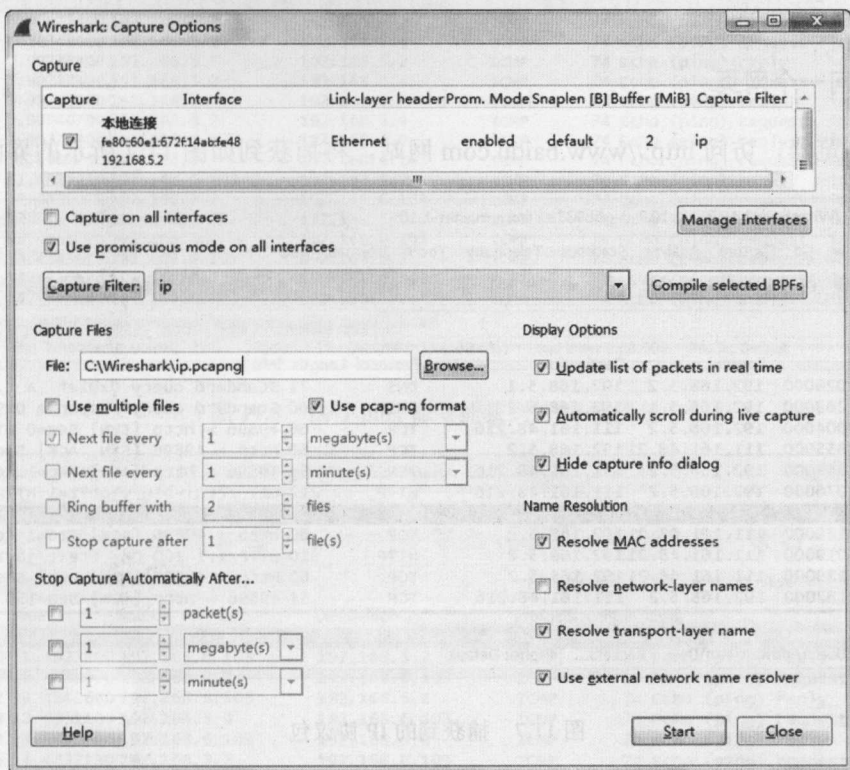 Wireshark: Capture Options
Capture
Capture Interface Link-layer header Prom. Mode Snaplen [B] Buffer [MiB] Capture Filter
本地连接
fe80::60e1:672f:14ab:fe48 Ethernet enabled default 2 ip
192.168.5.2
Capture on all interfaces
Manage Interfaces
Use promiscuous mode on all interfaces
Capture Filter: ip
Compile selected BPFs
Capture Files
Display Options
File: C:\Wireshark\ip.pcapng Browse...
Update list of packets in real time
Use multiple files Use pcap-ng format
Automatically scroll during live capture
Next file every 1 megabyte(s)
Next file every 1 minute(s)
Hide capture info dialog
Ring buffer with 2 files
Name Resolution
Stop capture after 1 file(s)
Resolve MAC addresses
Stop Capture Automatically After...
Resolve network-layer names
1 packet(s)
Resolve transport-layer name
1 megabyte(s)
1 minute(s)
Use external network name resolver
Help
Start
Close